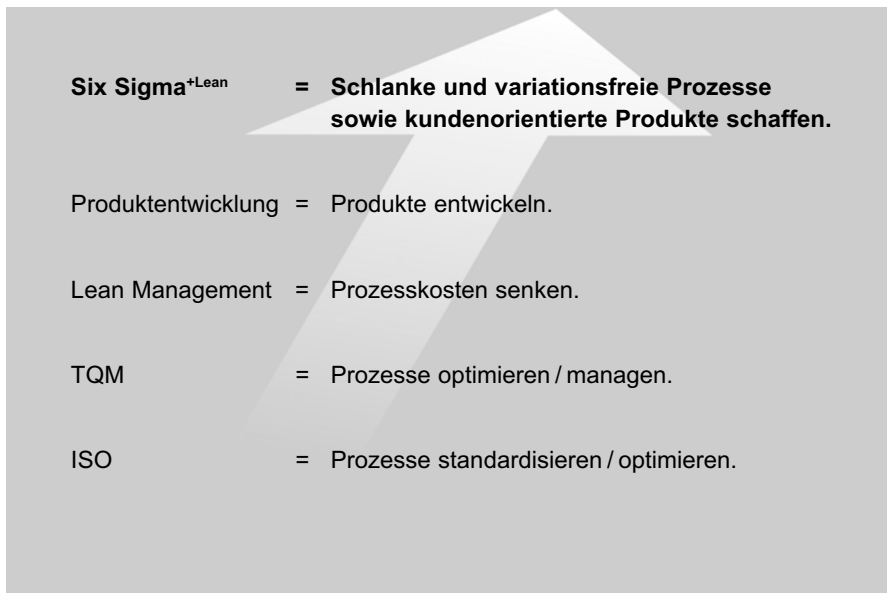 Six Sigma+Lean = Schlanke und variationsfreie Prozesse
sowie kundenorientierte Produkte schaffen.
Produktentwicklung = Produkte entwickeln.
Lean Management = Prozesskosten senken.
TQM = Prozesse optimieren / managen.
ISO = Prozesse standardisieren / optimieren.